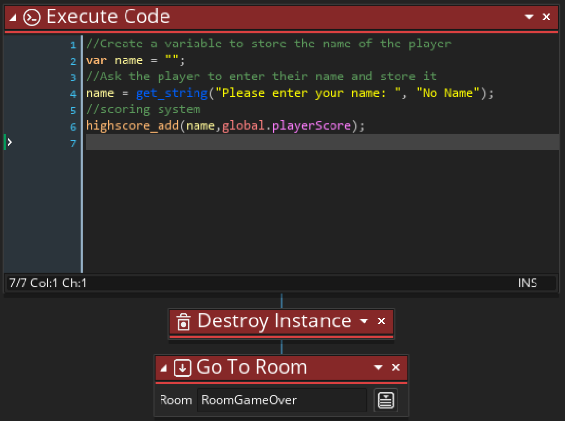 Execute Code
1 //Create a variable to store the name of the player
2 var name = "";
3 //Ask the player to enter their name and store it
4 name = get_string("Please enter your name: ", "No Name");
5 //scoring system
6 highscore_add(name,global.playerScore);
7
7/7 Col:1 Ch:1 INS
Destroy Instance
Go To Room
Room RoomGameOver